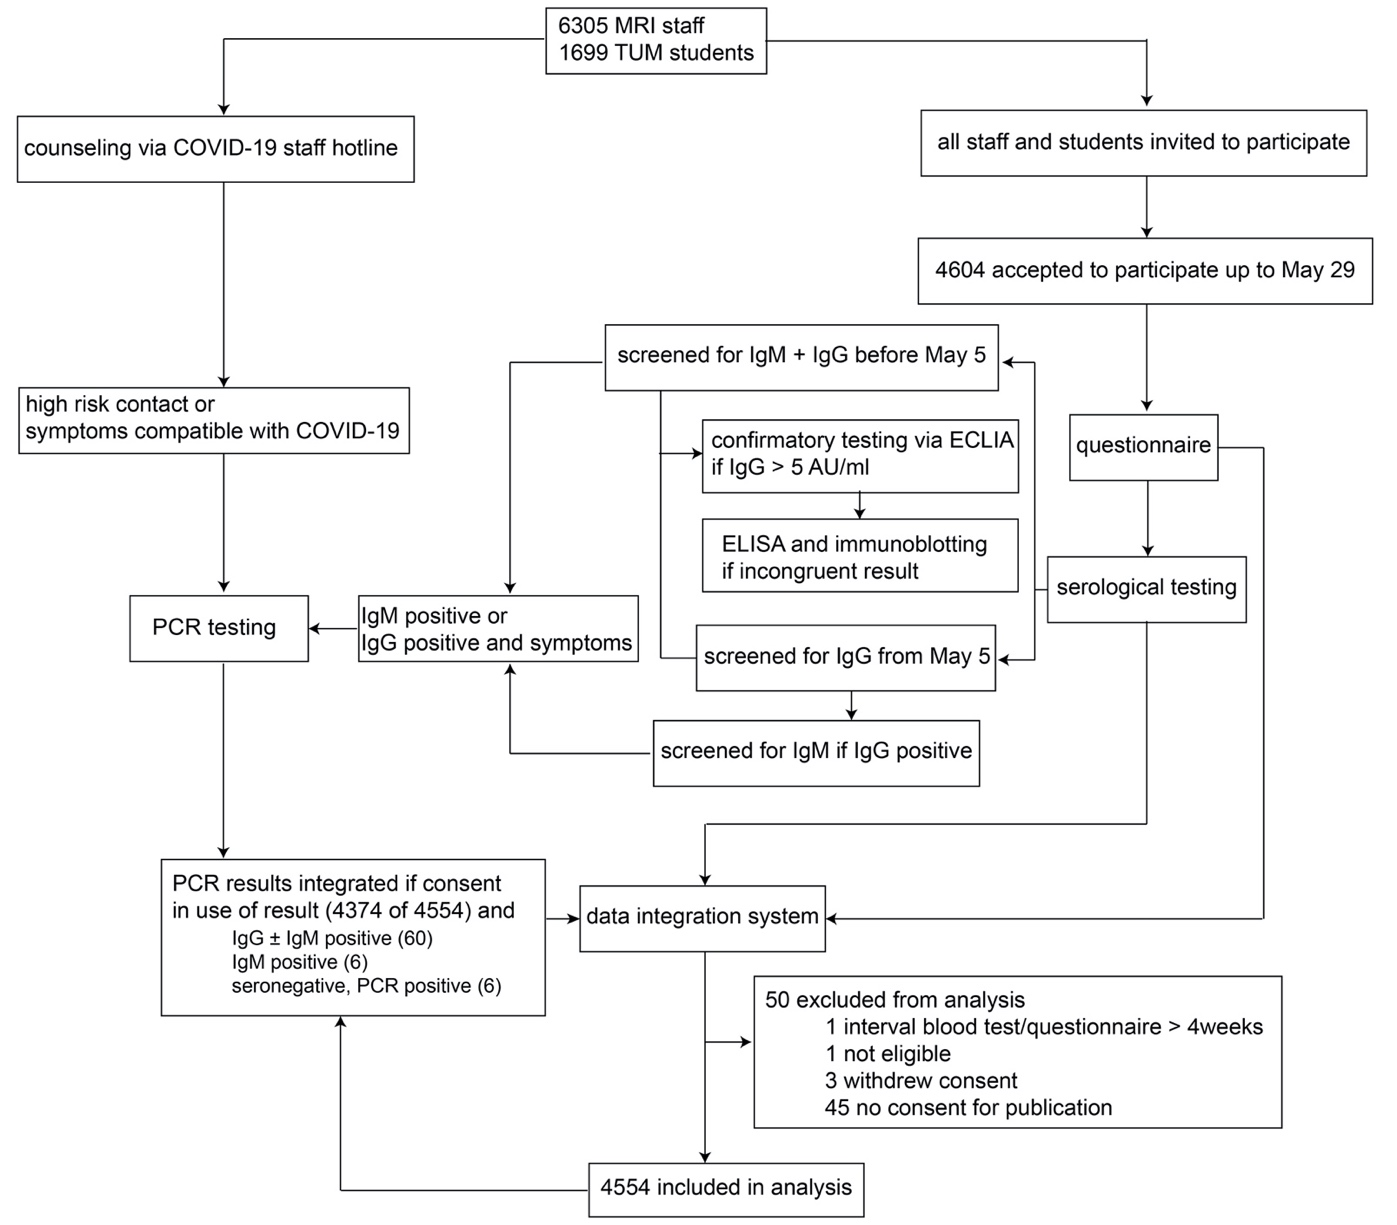 6305 MRI staff
1699 TUM students
counseling via COVID-19 staff hotline
all staff and students invited to participate
4604 accepted to participate up to May 29
screened for IgM + IgG before May 5
high risk contact or
symptoms compatible with COVID-19
confirmatory testing via ECLIA
if IgG > 5 AU/ml
questionnaire
ELISA and immunoblotting
if incongruent result
serological testing
PCR testing
IgM positive or
IgG positive and symptoms
screened for IgG from May 5
screened for IgM if IgG positive
PCR results integrated if consent
in use of result (4374 of 4554) and
IgG ± IgM positive (60)
IgM positive (6)
seronegative, PCR positive (6)
data integration system
50 excluded from analysis
1 interval blood test/questionnaire > 4weeks
1 not eligible
3 withdrew consent
45 no consent for publication
4554 included in analysis